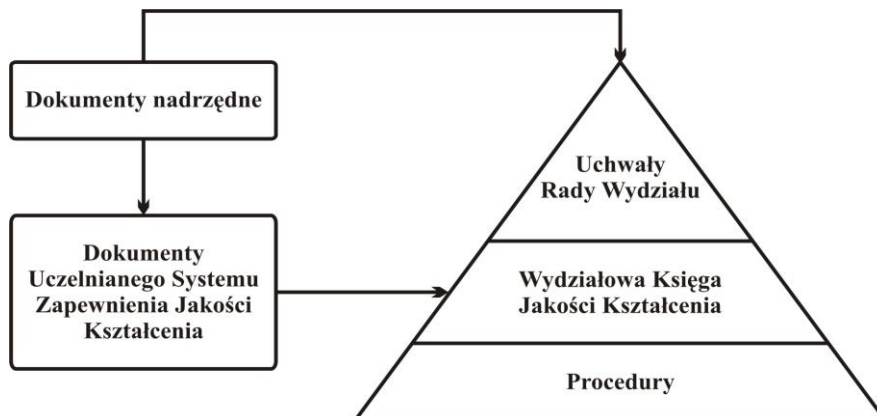 Dokumenty nadrzędne
Dokumenty
Uczelnianego Systemu
Zapewnienia Jakości
Kształcenia
Uchwały
Rady Wydziału
Wydziałowa Księga
Jakości Kształcenia
Procedury